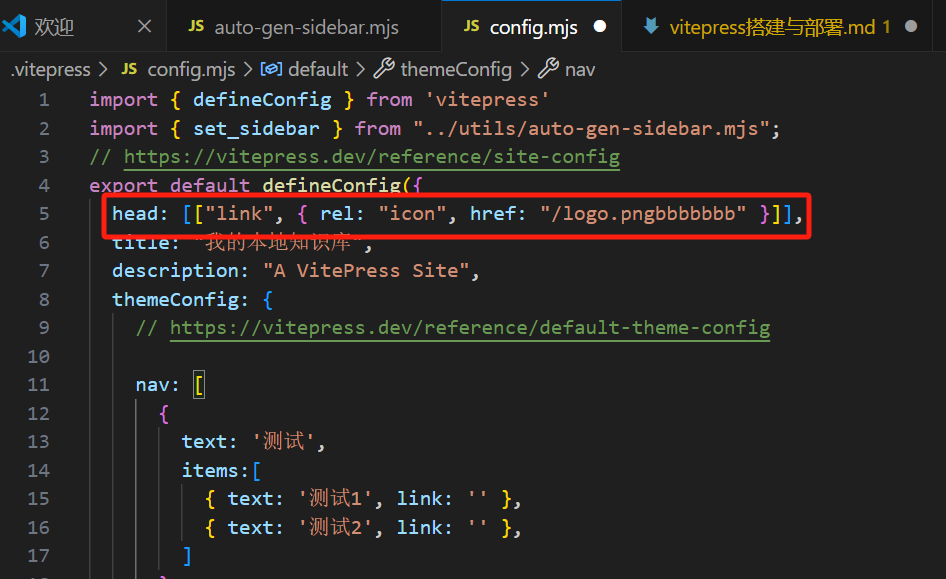 欢迎 JS auto-gen-sidebar.mjs JS config.mjs vitepress搭建与部署.md 1
.vitepress > JS config.mjs > default > themeConfig > nav
1 import { defineConfig } from 'vitepress'
2 import { set_sidebar } from "../utils/auto-gen-sidebar.mjs";
3 // https://vitepress.dev/reference/site-config
4 export default defineConfig({
5 head: [["link", { rel: "icon", href: "/logo.pngbbbbbbb" }]],
6 title: "我的本地知识库",
7 description: "A VitePress Site",
8 themeConfig: {
9 // https://vitepress.dev/reference/default-theme-config
10
11 nav: [
12 {
13 text: '测试',
14 items:[
15 { text: '测试1', link: '' },
16 { text: '测试2', link: '' },
17 ]